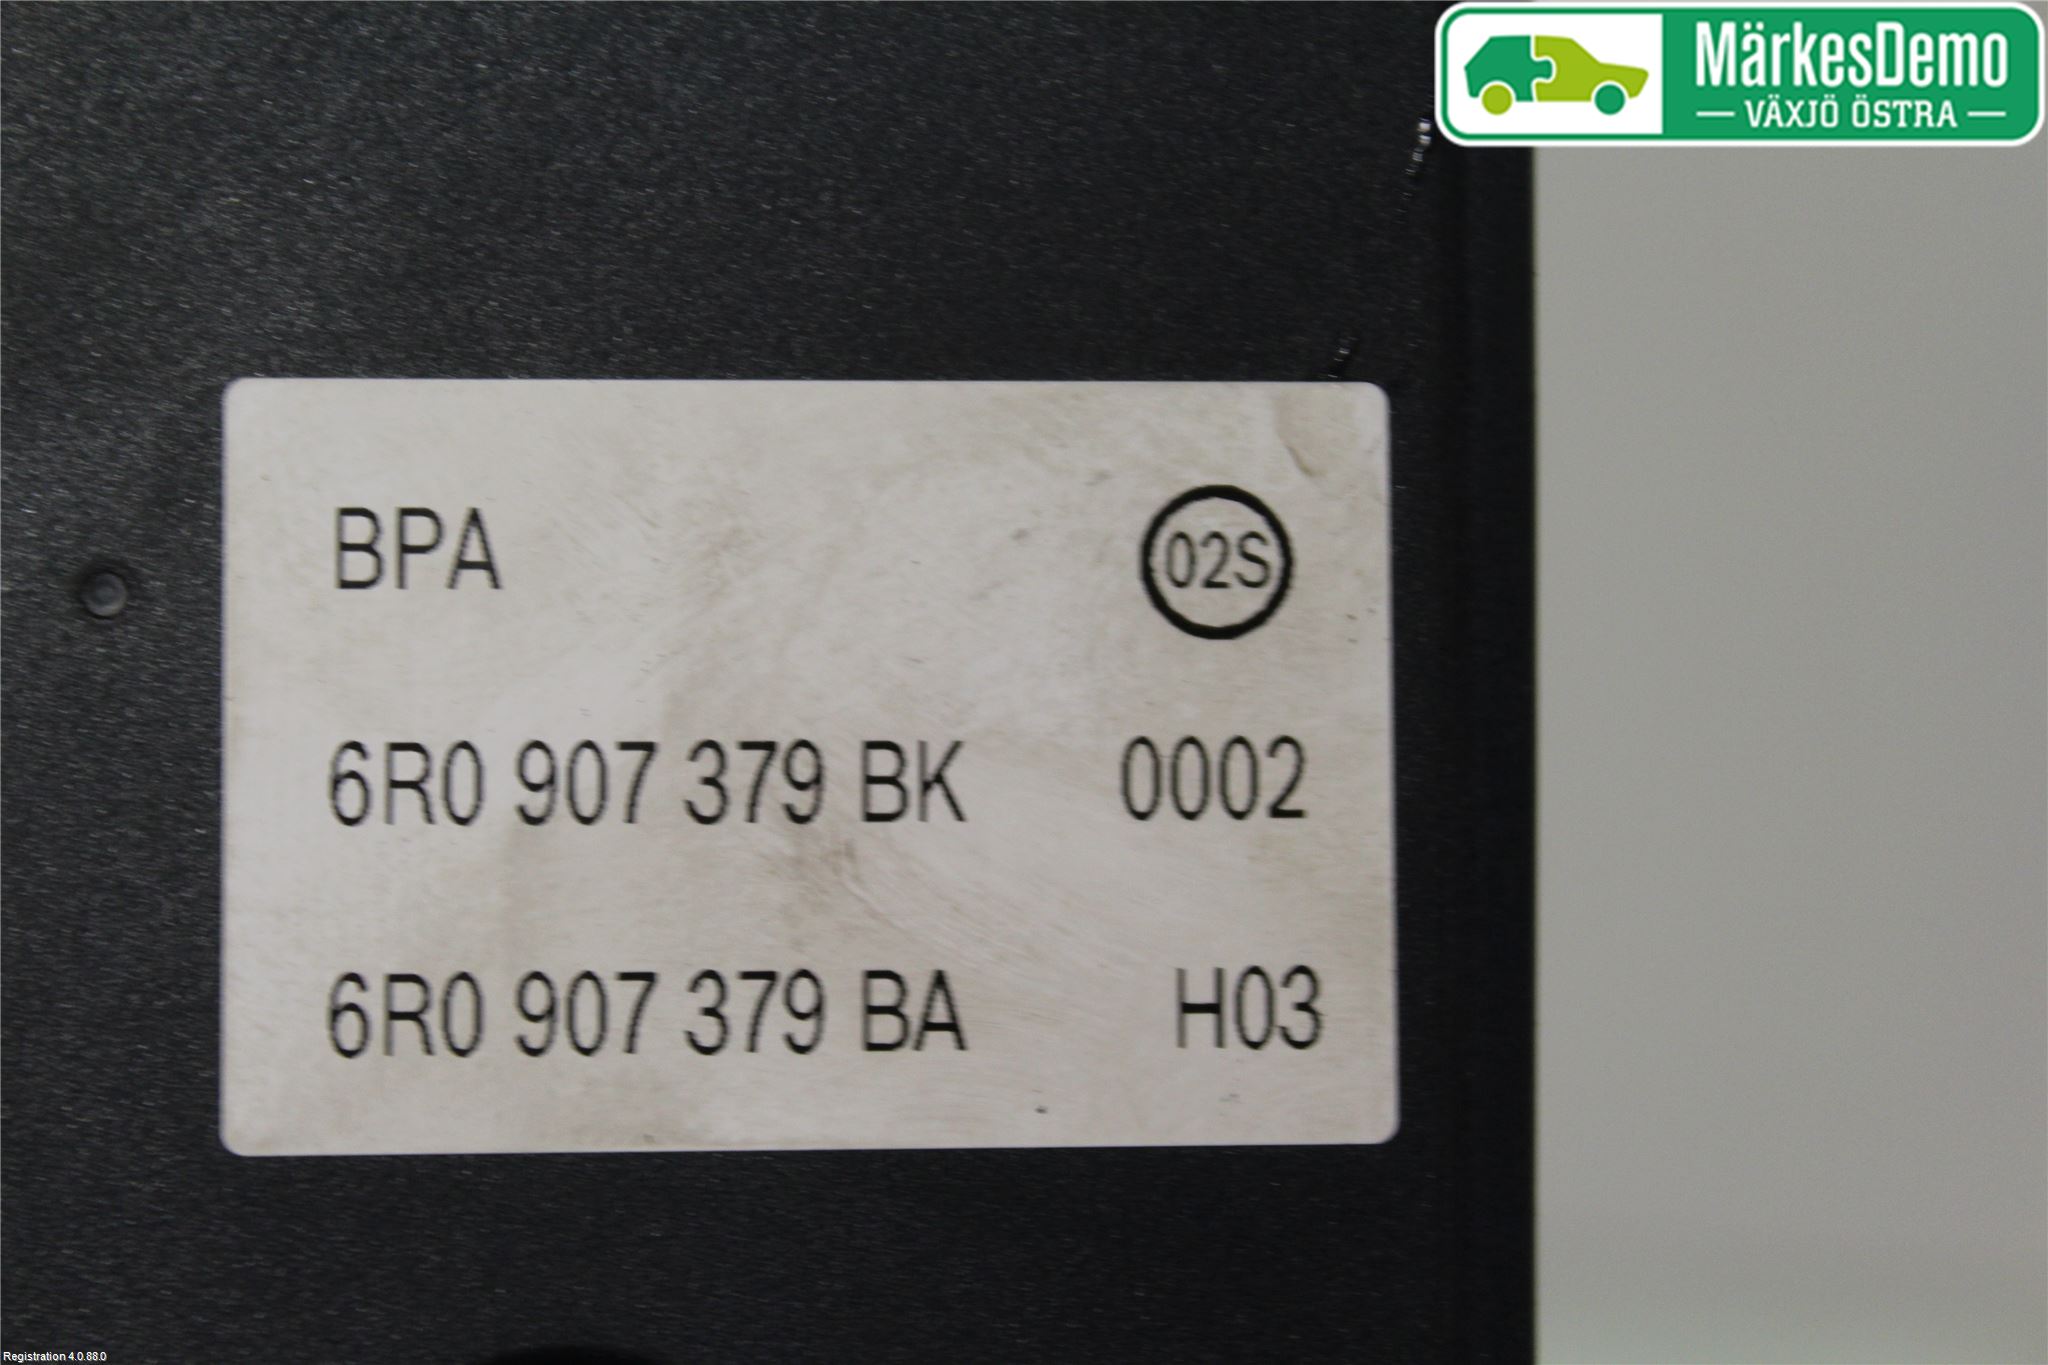 MärkesDemo
VÄXJÖ ÖSTRA
BPA 02S
6R0 907 379 BK 0002
6R0 907 379 BA H03
Registration 4.0.88.0